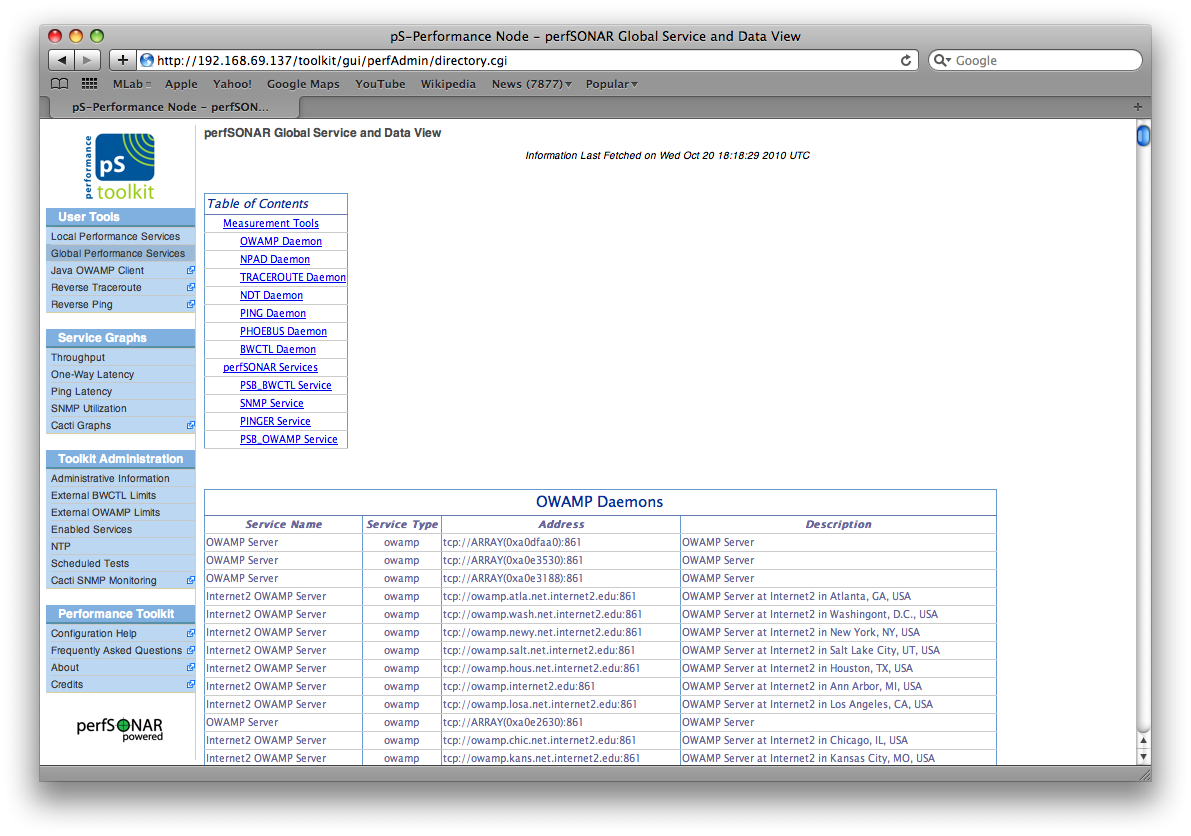 pS-Performance Node - perfSONAR Global Service and Data View
http://192.168.69.137/toolkit/gui/perfAdmin/directory.cgi
Google
MLab Apple Yahoo! Google Maps YouTube Wikipedia News (7877) Popular
pS-Performance Node - perfSON...
performance
pS
toolkit
User Tools
Local Performance Services
Global Performance Services
Java OWAMP Client
Reverse Traceroute
Reverse Ping
Service Graphs
Throughput
One-Way Latency
Ping Latency
SNMP Utilization
Cacti Graphs
Toolkit Administration
Administrative Information
External BWCTL Limits
External OWAMP Limits
Enabled Services
NTP
Scheduled Tests
Cacti SNMP Monitoring
Performance Toolkit
Configuration Help
Frequently Asked Questions
About
Credits
perfSONAR
powered
perfSONAR Global Service and Data View
Information Last Fetched on Wed Oct 20 18:18:29 2010 UTC
Table of Contents
Measurement Tools
OWAMP Daemon
NPAD Daemon
TRACEROUTE Daemon
NDT Daemon
PING Daemon
PHOEBUS Daemon
BWCTL Daemon
perfSONAR Services
PSB_BWCTL Service
SNMP Service
PINGER Service
PSB_OWAMP Service
OWAMP Daemons
Service Name Service Type Address Description
OWAMP Server owamp tcp://ARRAY(0xa0dfaa0):861 OWAMP Server
OWAMP Server owamp tcp://ARRAY(0xa0e3530):861 OWAMP Server
OWAMP Server owamp tcp://ARRAY(0xa0e3188):861 OWAMP Server
Internet2 OWAMP Server owamp tcp://owamp.atla.net.internet2.edu:861 OWAMP Server at Internet2 in Atlanta, GA, USA
Internet2 OWAMP Server owamp tcp://owamp.wash.net.internet2.edu:861 OWAMP Server at Internet2 in Washingont, D.C., USA
Internet2 OWAMP Server owamp tcp://owamp.newy.net.internet2.edu:861 OWAMP Server at Internet2 in New York, NY, USA
Internet2 OWAMP Server owamp tcp://owamp.salt.net.internet2.edu:861 OWAMP Server at Internet2 in Salt Lake City, UT, USA
Internet2 OWAMP Server owamp tcp://owamp.hous.net.internet2.edu:861 OWAMP Server at Internet2 in Houston, TX, USA
Internet2 OWAMP Server owamp tcp://owamp.internet2.edu:861 OWAMP Server at Internet2 in Ann Arbor, MI, USA
Internet2 OWAMP Server owamp tcp://owamp.losa.net.internet2.edu:861 OWAMP Server at Internet2 in Los Angeles, CA, USA
OWAMP Server owamp tcp://ARRAY(0xa0e2630):861 OWAMP Server
Internet2 OWAMP Server owamp tcp://owamp.chic.net.internet2.edu:861 OWAMP Server at Internet2 in Chicago, IL, USA
Internet2 OWAMP Server owamp tcp://owamp.kans.net.internet2.edu:861 OWAMP Server at Internet2 in Kansas City, MO, USA